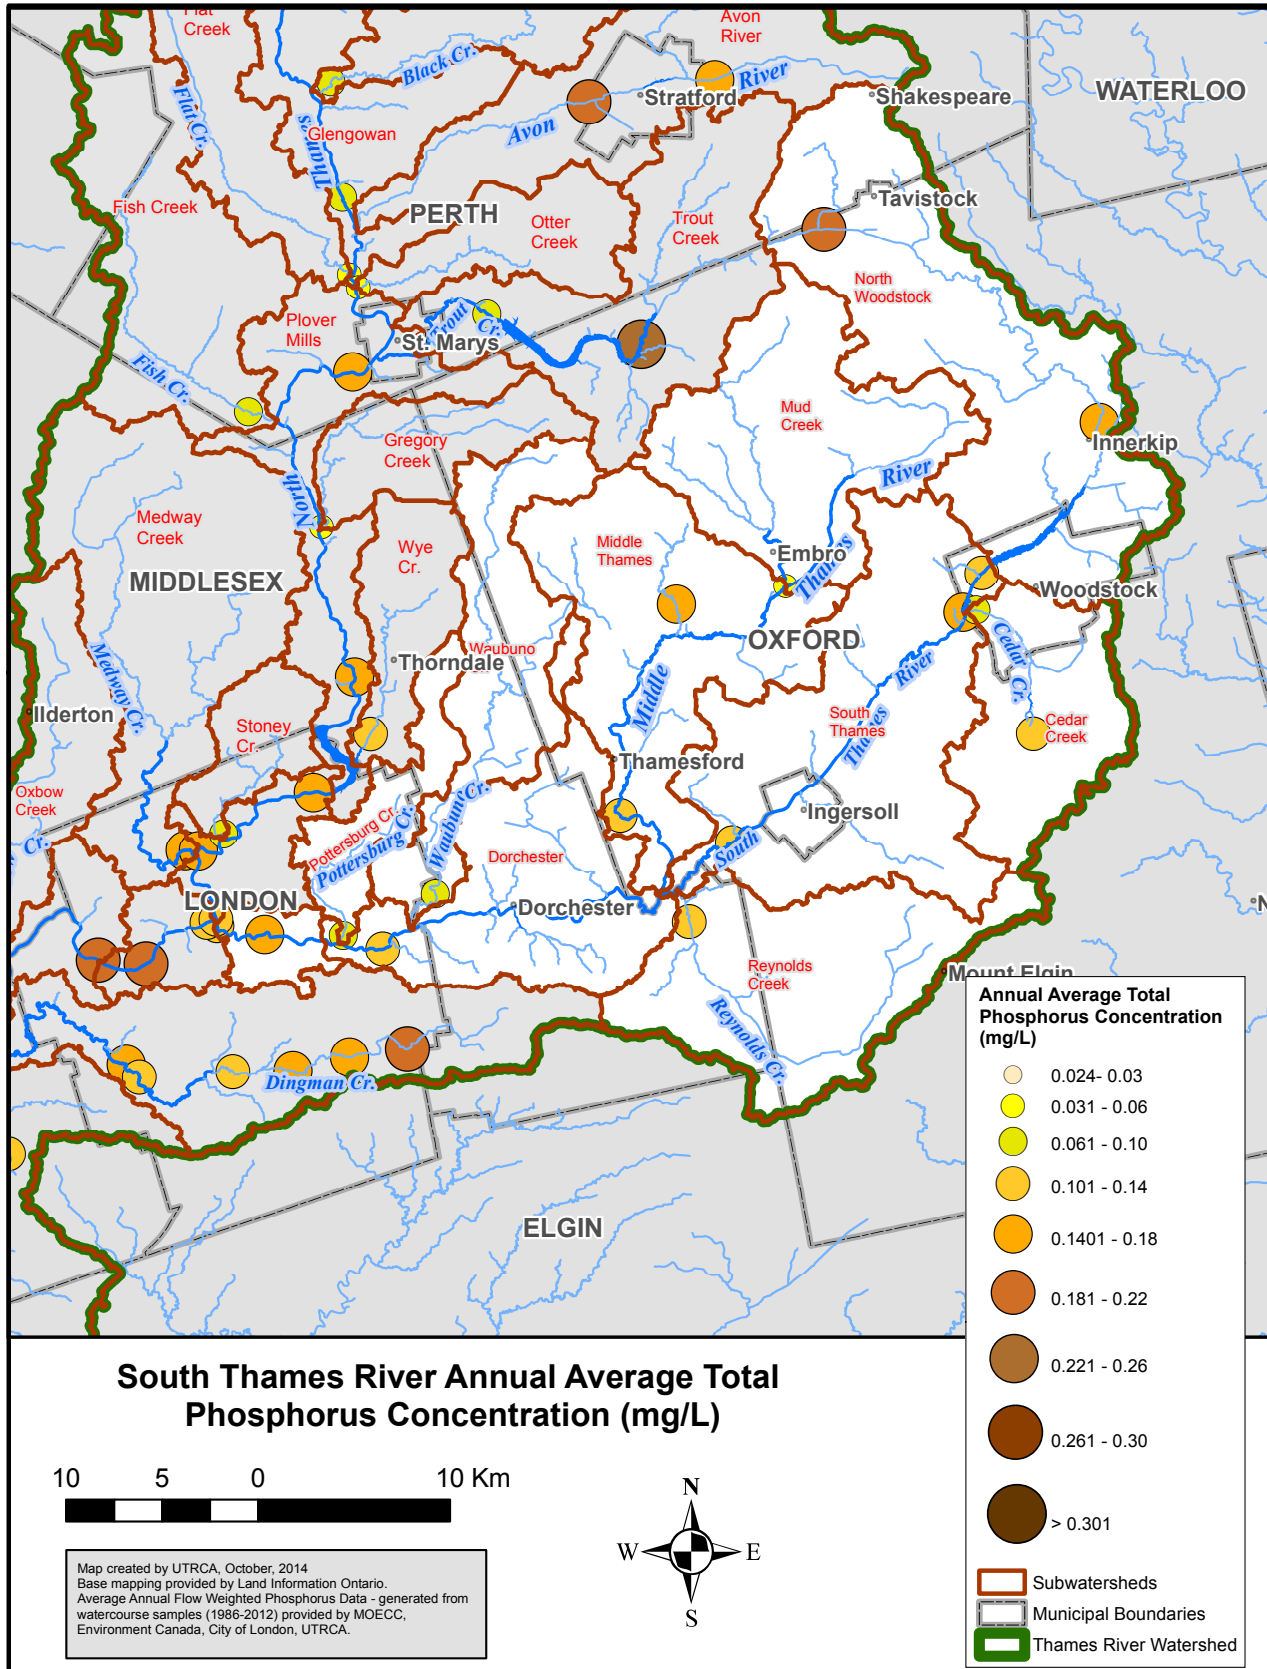 Flat
Creek
Avon
River
Black Cr.
River
WATERLOO
Stratford
Shakespeare
Flat Cr.
Thames
Glengowan
Avon
Tavistock
Fish Creek
PERTH
Otter
Creek
Trout
Creek
North
Woodstock
Plover
Mills
St. Marys
Trout
Cr.
Fish Cr.
Mud
Creek
Innerkip
Gregory
Creek
River
North
Medway
Creek
Wye
Cr.
Middle
Thames
Embro
Thames
MIDDLESEX
Woodstock
OXFORD
Waubuno
Thorndale
Cedar Cr.
Medway Cr.
River
Middle
Ilderton
Stoney
Cr.
South
Thames
Thames
Cedar
Creek
Thamesford
Oxbow
Creek
Ingersoll
Cr.
Pottersburg Cr.
Pottersburg Cr.
Waubuno Cr.
Dorchester
South
LONDON
Dorchester
N
Reynolds
Creek
Mount Elgin
Reynolds Cr.
Dingman Cr.
ELGIN
Annual Average Total
Phosphorus Concentration
(mg/L)
0.024- 0.03
0.031 - 0.06
0.061 - 0.10
0.101 - 0.14
0.1401 - 0.18
0.181 - 0.22
0.221 - 0.26
0.261 - 0.30
> 0.301
Subwatersheds
Municipal Boundaries
Thames River Watershed
South Thames River Annual Average Total
Phosphorus Concentration (mg/L)
10 5 0 10 Km
N
W E
S
Map created by UTRCA, October, 2014
Base mapping provided by Land Information Ontario.
Average Annual Flow Weighted Phosphorus Data - generated from
watercourse samples (1986-2012) provided by MOECC,
Environment Canada, City of London, UTRCA.